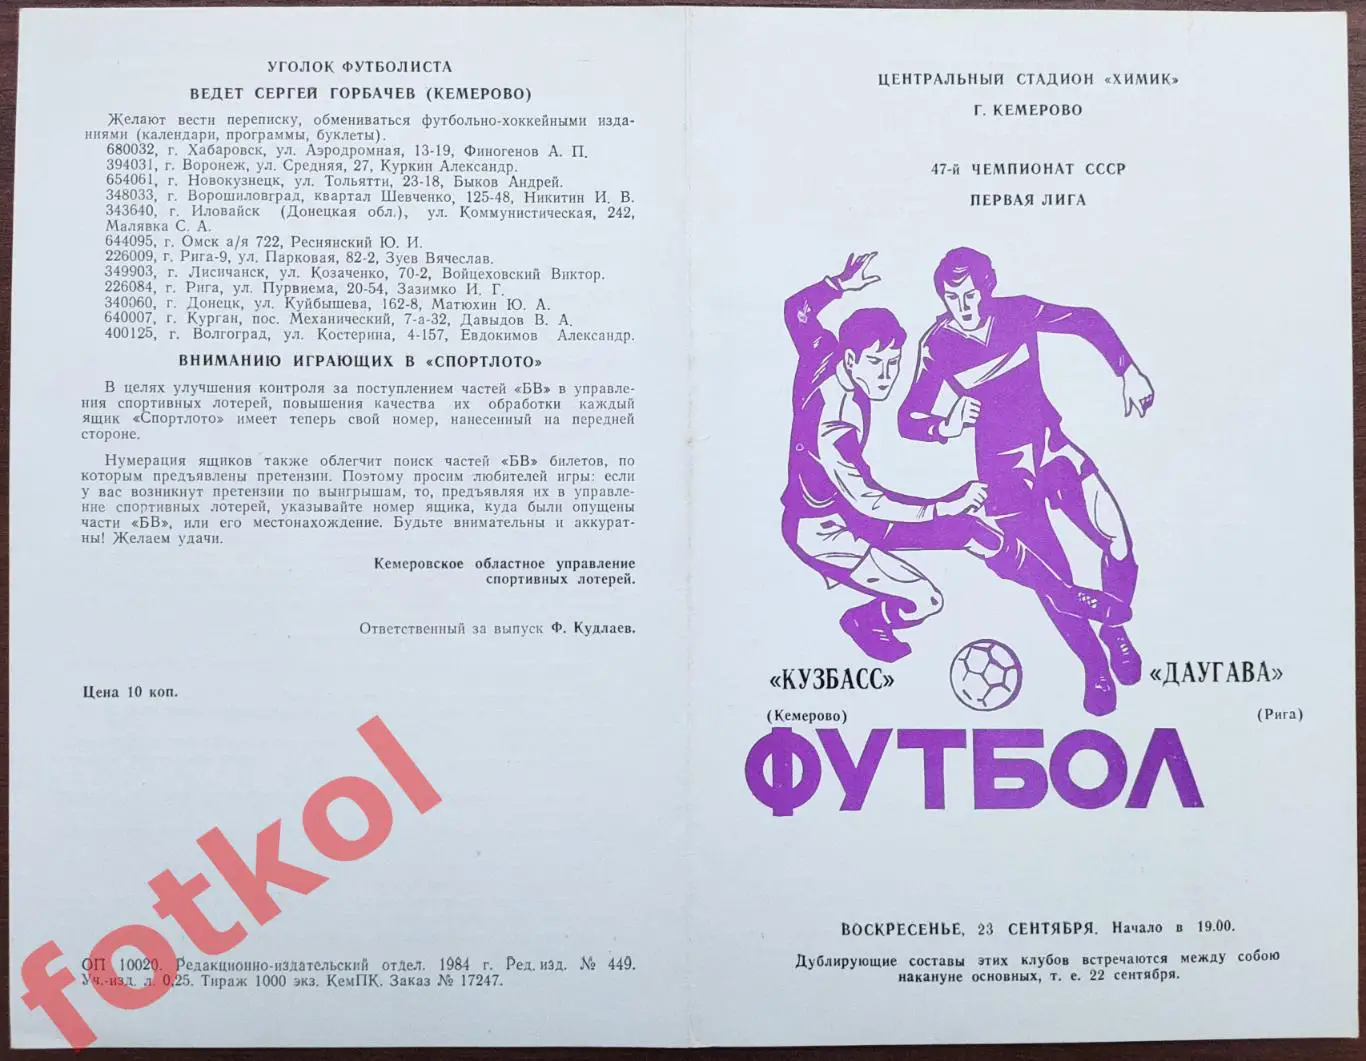 УГОЛОК ФУТБОЛИСТА
ВЕДЕТ СЕРГЕЙ ГОРБАЧЕВ (КЕМЕРОВО)
Желают вести переписку, обмениваться футбольно-хоккейными изда-
ниями (календари, программы, буклеты).
680032, г. Хабаровск, ул. Аэродромная, 13-19, Финогенов А. П.
394031, г. Воронеж, ул. Средняя, 27, Куркин Александр.
654061, г. Новокузнецк, ул. Тольятти, 23-18, Быков Андрей.
348033, г. Ворошиловград, квартал Шевченко, 125-48, Никитин И. В.
343640, г. Иловайск (Донецкая обл.), ул. Коммунистическая, 242,
Малявка С. А.
644095, г. Омск а/я 722, Реснянский Ю. И.
226009, г. Рига-9, ул. Парковая, 82-2, Зуев Вячеслав.
349903, г. Лисичанск, ул. Козаченко, 70-2, Войцеховский Виктор.
226084, г. Рига, ул. Пурвиема, 20-54, Зазимко И. Г.
340060, г. Донецк, ул. Куйбышева, 162-8, Матюхин Ю. А.
640007, г. Курган, пос. Механический, 7-а-32, Давыдов В. А.
400125, г. Волгоград, ул. Костерина, 4-157, Евдокимов Александр.
ВНИМАНИЮ ИГРАЮЩИХ В «СПОРТЛОТО»
В целях улучшения контроля за поступлением частей «БВ» в управле-
ния спортивных лотерей, повышения качества их обработки каждый
ящик «Спортлото» имеет теперь свой номер, нанесенный на передней
стороне.
Нумерация ящиков также облегчит поиск частей «БВ» билетов, по
которым предъявлены претензии. Поэтому просим любителей игры: если
у вас возникнут претензии по выигрышам, то, предъявляя их в управле-
ние спортивных лотерей, указывайте номер ящика, куда были опущены
части «БВ», или его местонахождение. Будьте внимательны и аккурат-
ны! Желаем удачи.
Кемеровское областное управление
спортивных лотерей.
Ответственный за выпуск Ф. Кудлаев.
Цена 10 коп.
ОП 10020. Редакционно-издательский отдел. 1984 г. Ред. изд. № 449.
Уч.-изд. л. 0,25. Тираж 1000 экз. КемПК. Заказ № 17247.
fotkol
ЦЕНТРАЛЬНЫЙ СТАДИОН «ХИМИК»
Г. КЕМЕРОВО
47-й ЧЕМПИОНАТ СССР
ПЕРВАЯ ЛИГА
«КУЗБАСС»
(Кемерово)
«ДАУГАВА»
(Рига)
ФУТБОЛ
ВОСКРЕСЕНЬЕ, 23 СЕНТЯБРЯ. Начало в 19.00.
Дублирующие составы этих клубов встречаются между собою
накануне основных, т. е. 22 сентября.